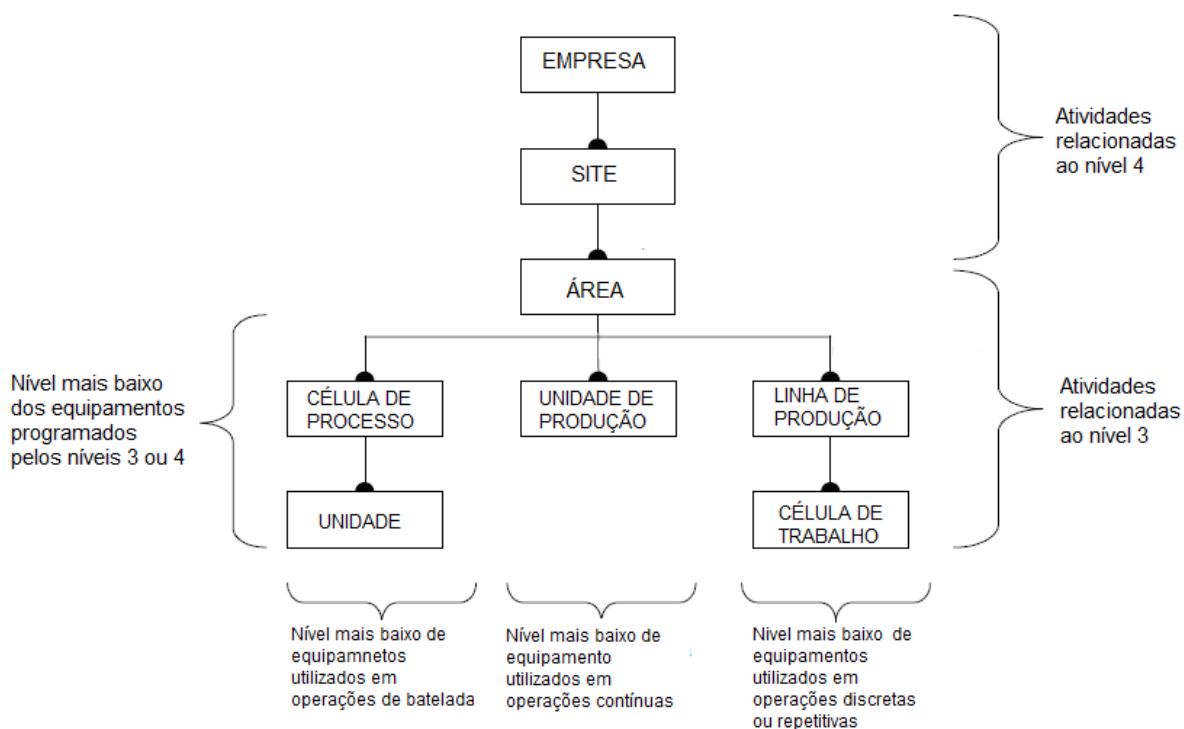 EMPRESA
Atividades
relacionadas
ao nível 4
SITE
ÁREA
Nível mais baixo
dos equipamentos
programados
pelos níveis 3 ou 4
CÉLULA DE
PROCESSO
UNIDADE DE
PRODUÇÃO
LINHA DE
PRODUÇÃO
Atividades
relacionadas
ao nível 3
UNIDADE
CÉLULA DE
TRABALHO
Nível mais baixo de
equipamnetos
utilizados em
operações de batelada
Nível mais baixo de
equipamento
utilizados em
operações contínuas
Nivel mais baixo de
equipamentos
utilizados em
operações discretas
ou repetitivas